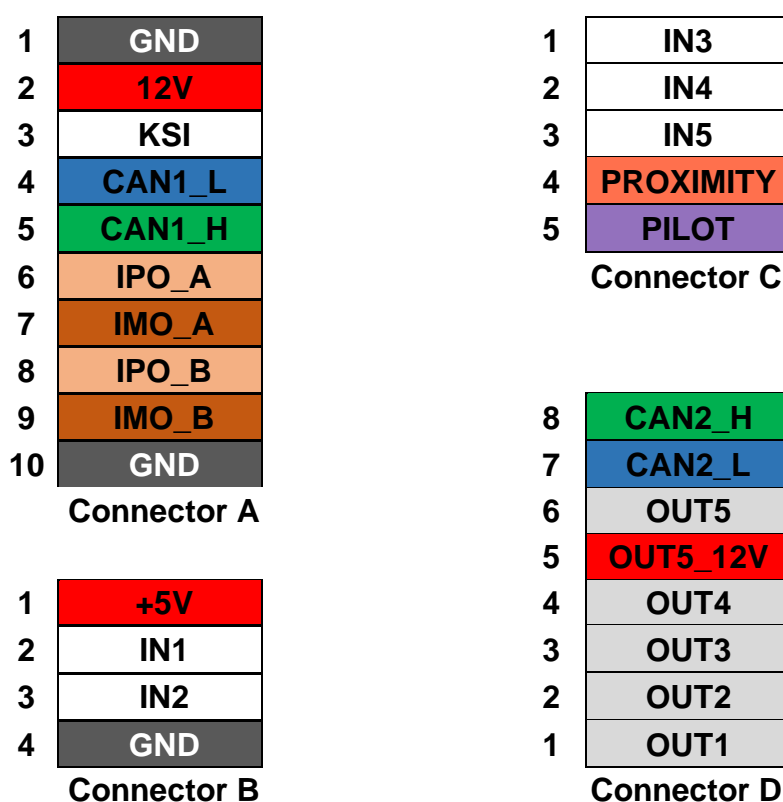 1 GND
2 12V
3 KSI
4 CAN1_L
5 CAN1_H
6 IPO_A
7 IMO_A
8 IPO_B
9 IMO_B
10 GND
Connector A
1 +5V
2 IN1
3 IN2
4 GND
Connector B
1 IN3
2 IN4
3 IN5
4 PROXIMITY
5 PILOT
Connector C
8 CAN2_H
7 CAN2_L
6 OUT5
5 OUT5_12V
4 OUT4
3 OUT3
2 OUT2
1 OUT1
Connector D